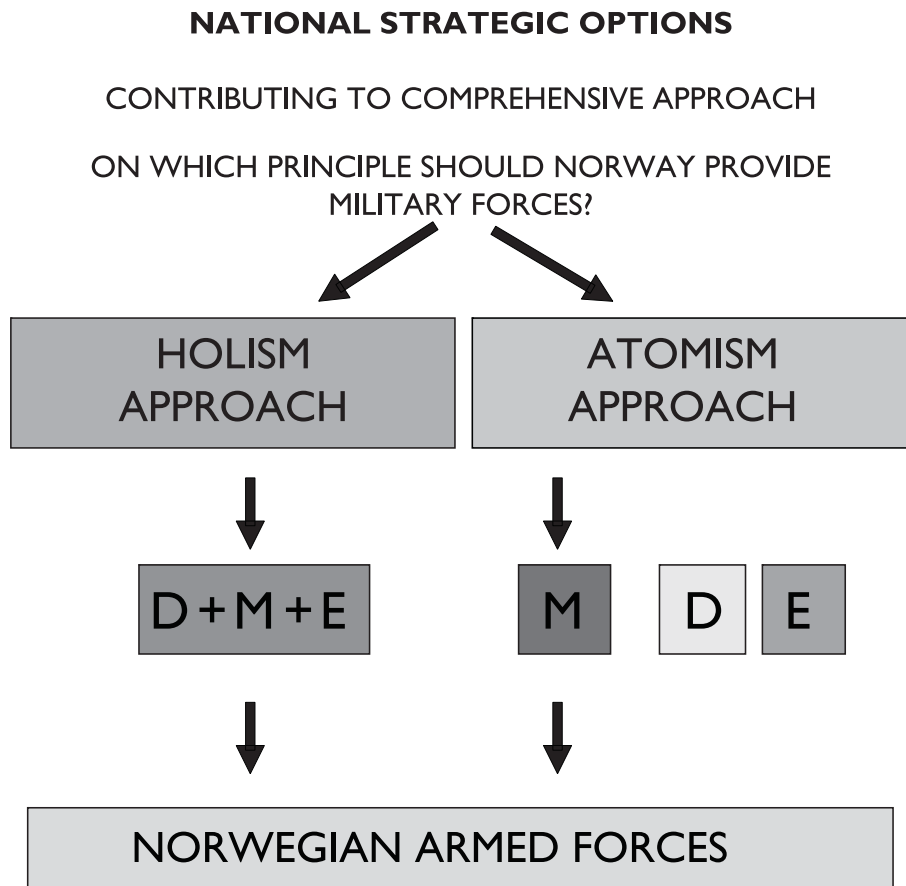 NATIONAL STRATEGIC OPTIONS
CONTRIBUTING TO COMPREHENSIVE APPROACH
ON WHICH PRINCIPLE SHOULD NORWAY PROVIDE
MILITARY FORCES?
HOLISM
APPROACH
ATOMISM
APPROACH
D+M+E
M
D
E
NORWEGIAN ARMED FORCES